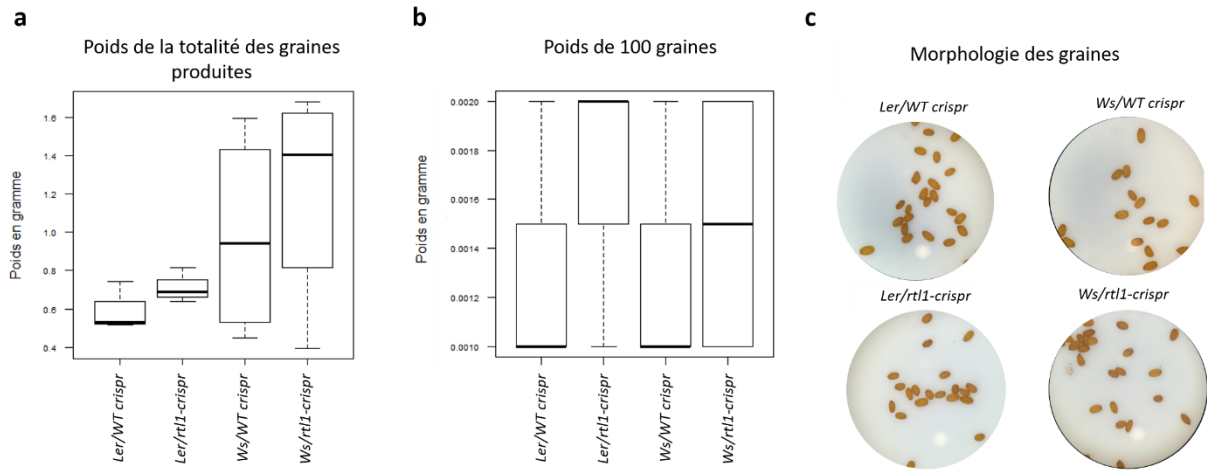 a
Poids de la totalité des graines
produites
Poids en gramme
1.6
1.4
1.2
1.0
0.8
0.6
0.4
Ler/WT crispr
Ler/rtl1-crispr
Ws/WT crispr
Ws/rtl1-crispr
b
Poids de 100 graines
Poids en gramme
0.0020
0.0018
0.0016
0.0014
0.0012
0.0010
Ler/WT crispr
Ler/rtl1-crispr
Ws/WT crispr
Ws/rtl1-crispr
c
Morphologie des graines
Ler/WT crispr
Ws/WT crispr
Ler/rtl1-crispr
Ws/rtl1-crispr